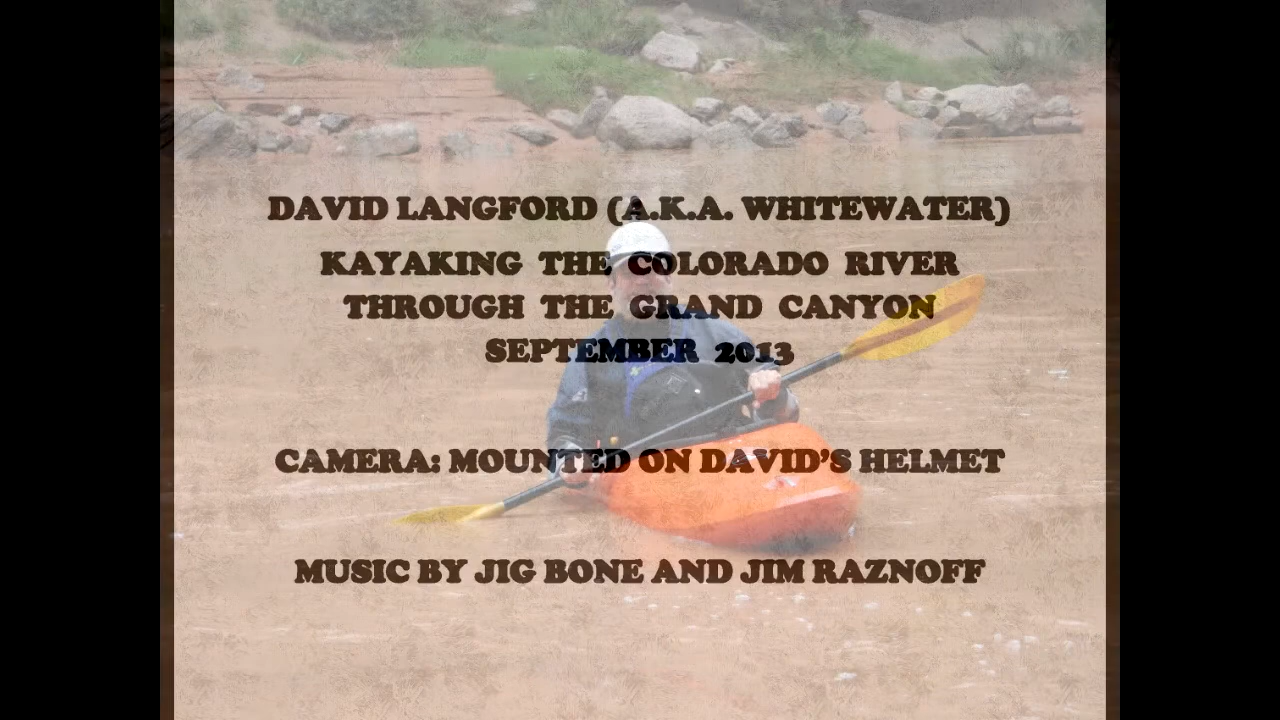 DAVID LANGFORD (A.K.A. WHITEWATER)
KAYAKING THE COLORADO RIVER
THROUGH THE GRAND CANYON
SEPTEMBER 2013
CAMERA: MOUNTED ON DAVID'S HELMET
MUSIC BY JIG BONE AND JIM RAZNOFF